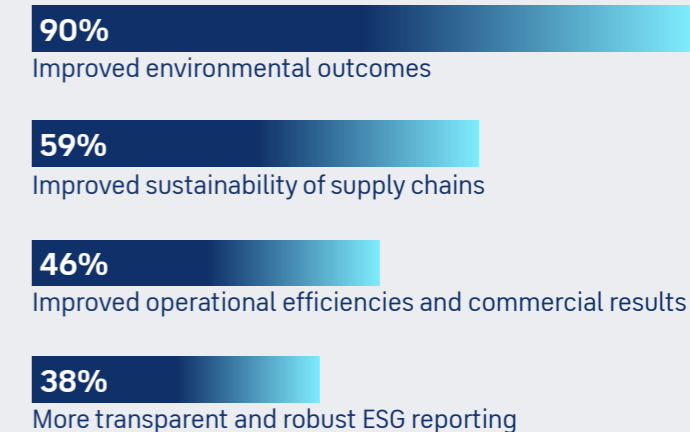 90%
Improved environmental outcomes
59%
Improved sustainability of supply chains
46%
Improved operational efficiencies and commercial results
38%
More transparent and robust ESG reporting